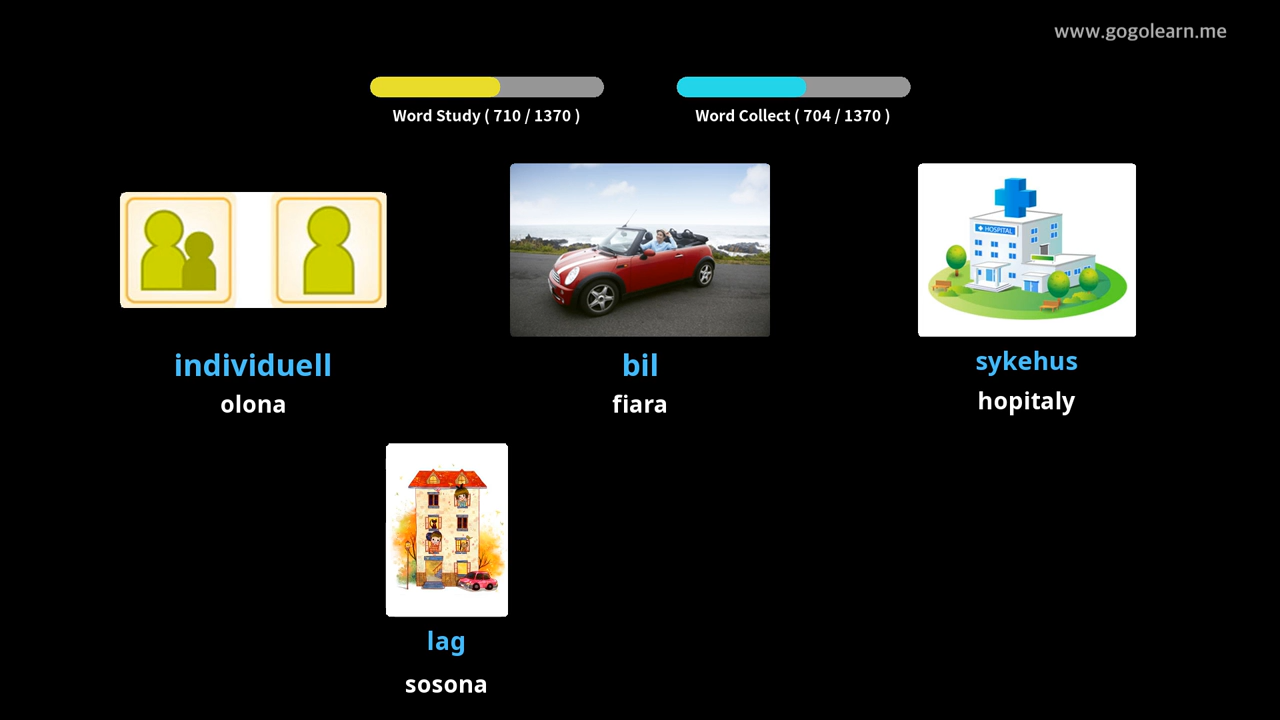 www.gogolearn.me
Word Study ( 710 / 1370 )
Word Collect ( 704 / 1370 )
HOSPITAL
individuell
olona
bil
fiara
sykehus
hopitaly
lag
sosona